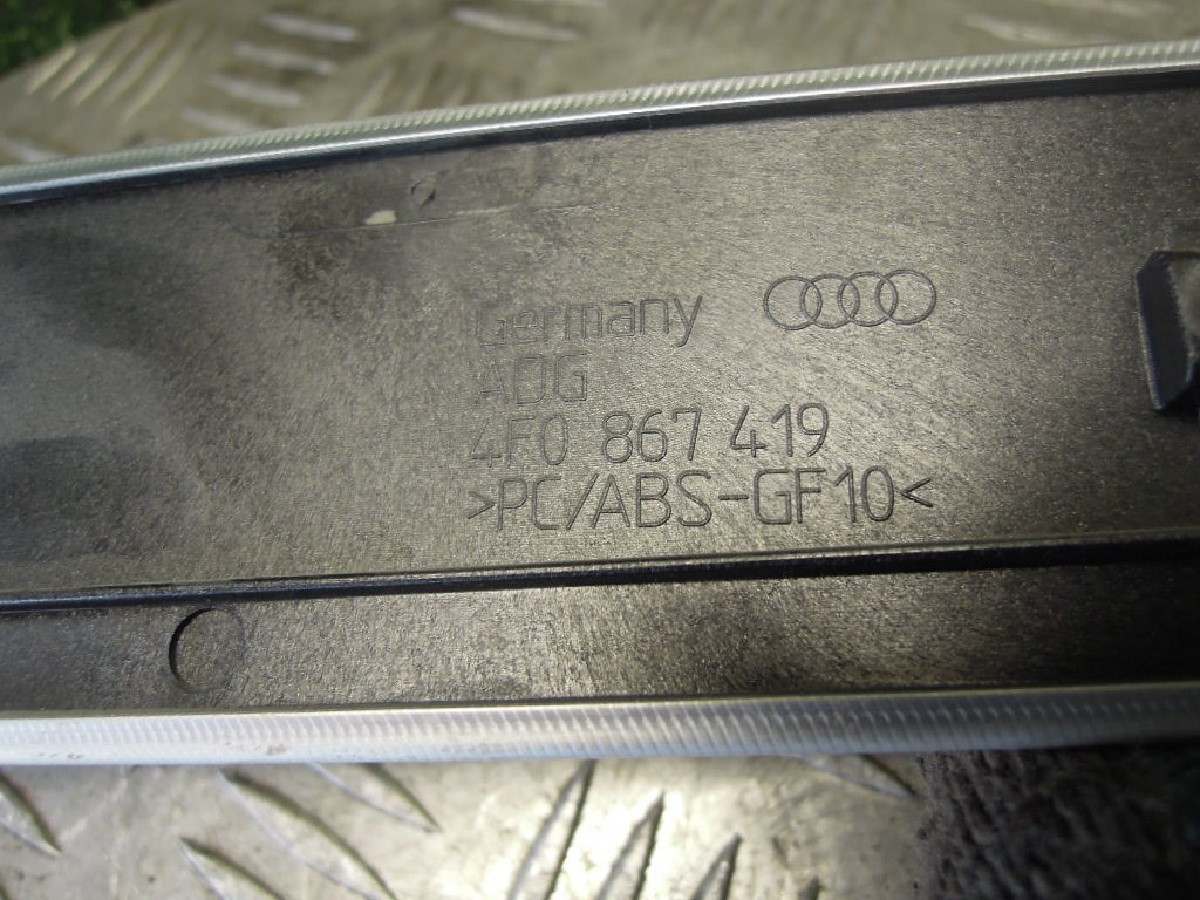 Germany
ADG
4F0 867 419
>PC/ABS-GF10<